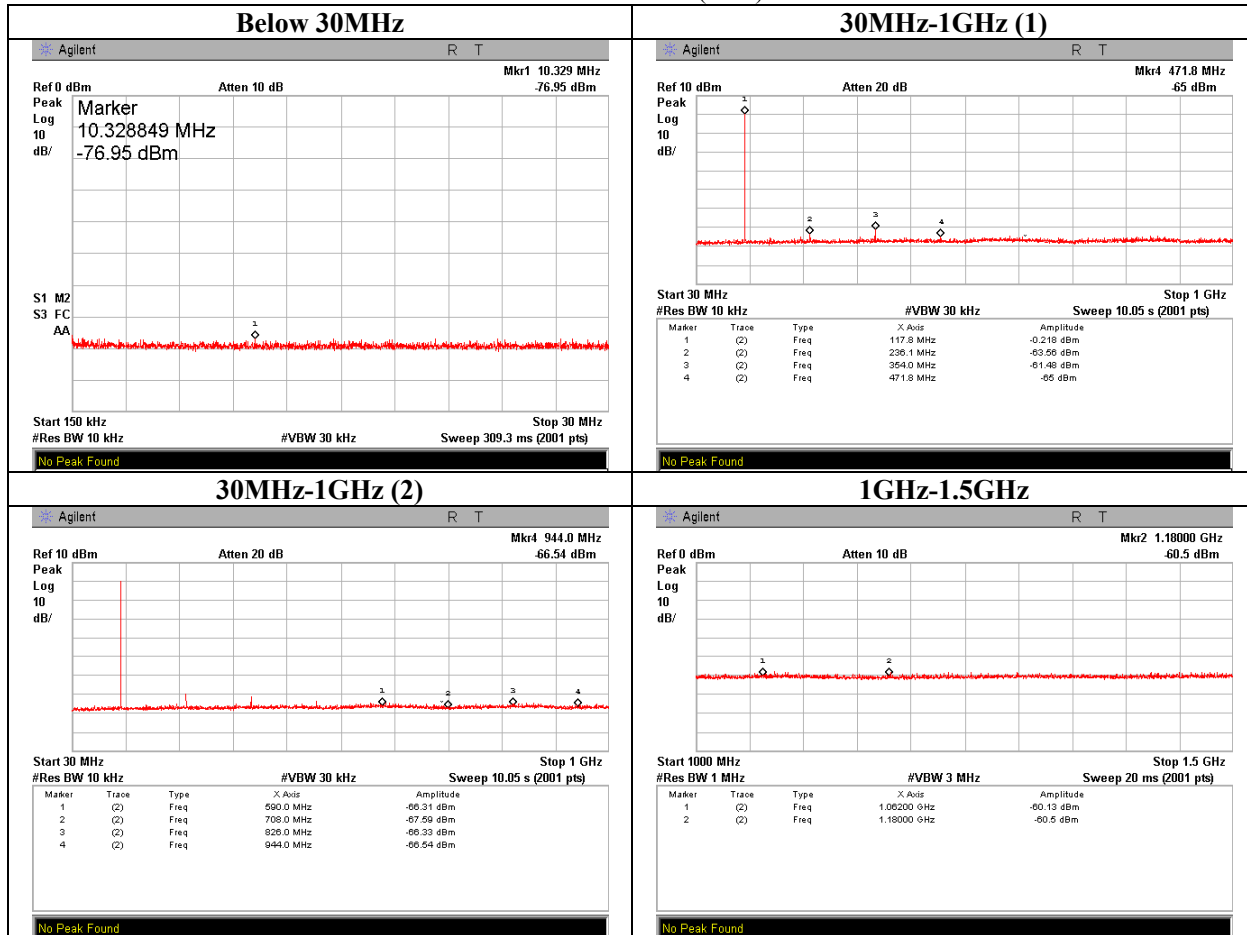 Below 30MHz
Agilent R T
Mkr1 10.329 MHz
Ref 0 dBm Atten 10 dB -76.95 dBm
Peak
Log
10
dB/
Marker
10.328849 MHz
-76.95 dBm
S1 M2
S3 FC
AA
1
Start 150 kHz Stop 30 MHz
#Res BW 10 kHz #VBW 30 kHz Sweep 309.3 ms (2001 pts)
No Peak Found
30MHz-1GHz (1)
Agilent R T
Mkr4 471.8 MHz
Ref 10 dBm Atten 20 dB -65 dBm
Peak
Log
10
dB/
1
2
3
4
Start 30 MHz Stop 1 GHz
#Res BW 10 kHz #VBW 30 kHz Sweep 10.05 s (2001 pts)
Marker Trace Type X Axis Amplitude
1 (2) Freq 117.8 MHz -0.218 dBm
2 (2) Freq 236.1 MHz -63.56 dBm
3 (2) Freq 354.0 MHz -61.48 dBm
4 (2) Freq 471.8 MHz -65 dBm
No Peak Found
30MHz-1GHz (2)
Agilent R T
Mkr4 944.0 MHz
Ref 10 dBm Atten 20 dB -66.54 dBm
Peak
Log
10
dB/
1
2
3
4
Start 30 MHz Stop 1 GHz
#Res BW 10 kHz #VBW 30 kHz Sweep 10.05 s (2001 pts)
Marker Trace Type X Axis Amplitude
1 (2) Freq 590.0 MHz -66.31 dBm
2 (2) Freq 708.0 MHz -67.59 dBm
3 (2) Freq 826.0 MHz -66.33 dBm
4 (2) Freq 944.0 MHz -66.54 dBm
No Peak Found
1GHz-1.5GHz
Agilent R T
Mkr2 1.18000 GHz
Ref 0 dBm Atten 10 dB -60.5 dBm
Peak
Log
10
dB/
1
2
Start 1000 MHz Stop 1.5 GHz
#Res BW 1 MHz #VBW 3 MHz Sweep 20 ms (2001 pts)
Marker Trace Type X Axis Amplitude
1 (2) Freq 1.06200 GHz -60.13 dBm
2 (2) Freq 1.18000 GHz -60.5 dBm
No Peak Found